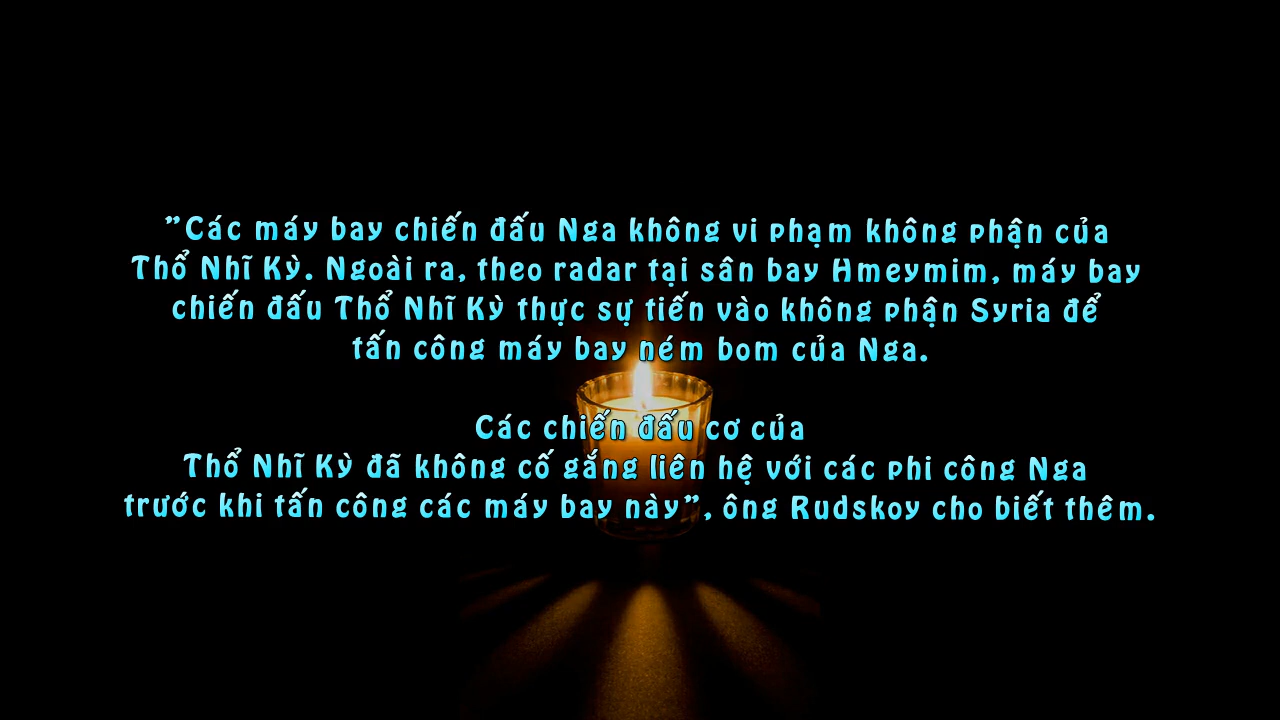 ”Các máy bay chiến đấu Nga không vi phạm không phận của
Thổ Nhĩ Kỳ. Ngoài ra, theo radar tại sân bay Hmeymim, máy bay
chiến đấu Thổ Nhĩ Kỳ thực sự tiến vào không phận Syria để
tấn công máy bay ném bom của Nga.
Các chiến đấu cơ của
Thổ Nhĩ Kỳ đã không cố gắng liên hệ với các phi công Nga
trước khi tấn công các máy bay này”, ông Rudskoy cho biết thêm.